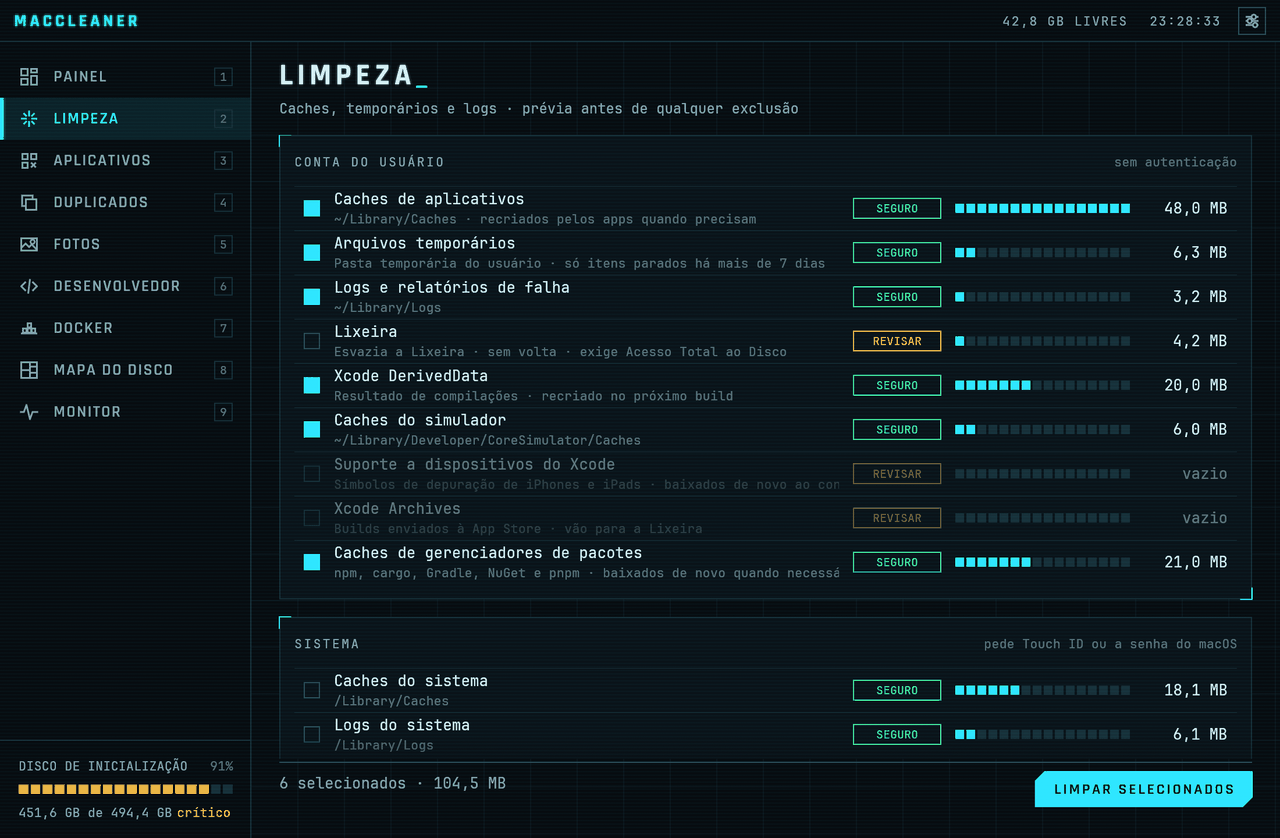 MACCLEANER
42,8 GB LIVRES 23:28:33
PAINEL 1
LIMPEZA 2
APLICATIVOS 3
DUPLICADOS 4
FOTOS 5
DESENVOLVEDOR 6
DOCKER 7
MAPA DO DISCO 8
MONITOR 9
DISCO DE INICIALIZAÇÃO 91%
451,6 GB de 494,4 GB crítico
LIMPEZA_
Caches, temporários e logs · prévia antes de qualquer exclusão
CONTA DO USUÁRIO sem autenticação
Caches de aplicativos SEGURO 48,0 MB
~/Library/Caches · recriados pelos apps quando precisam
Arquivos temporários SEGURO 6,3 MB
Pasta temporária do usuário · só itens parados há mais de 7 dias
Logs e relatórios de falha SEGURO 3,2 MB
~/Library/Logs
Lixeira REVISAR 4,2 MB
Esvazia a Lixeira · sem volta · exige Acesso Total ao Disco
Xcode DerivedData SEGURO 20,0 MB
Resultado de compilações · recriado no próximo build
Caches do simulador SEGURO 6,0 MB
~/Library/Developer/CoreSimulator/Caches
Suporte a dispositivos do Xcode REVISAR vazio
Símbolos de depuração de iPhones e iPads · baixados de novo ao con
Xcode Archives REVISAR vazio
Builds enviados à App Store · vão para a Lixeira
Caches de gerenciadores de pacotes SEGURO 21,0 MB
npm, cargo, Gradle, NuGet e pnpm · baixados de novo quando necessá
SISTEMA pede Touch ID ou a senha do macOS
Caches do sistema SEGURO 18,1 MB
/Library/Caches
Logs do sistema SEGURO 6,1 MB
/Library/Logs
6 selecionados · 104,5 MB
LIMPAR SELECIONADOS